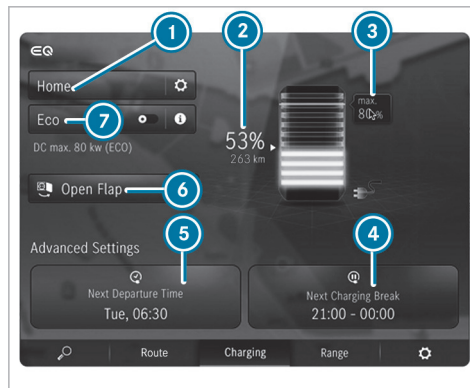 1
2
3
EQ
Home
max.
80%
Eco
7
i
53%
263 km
DC max. 80 kw (ECO)
Open Flap
6
5
4
Advanced Settings
Next Departure Time
Tue, 06:30
Next Charging Break
21:00 - 00:00
Route
Charging
Range